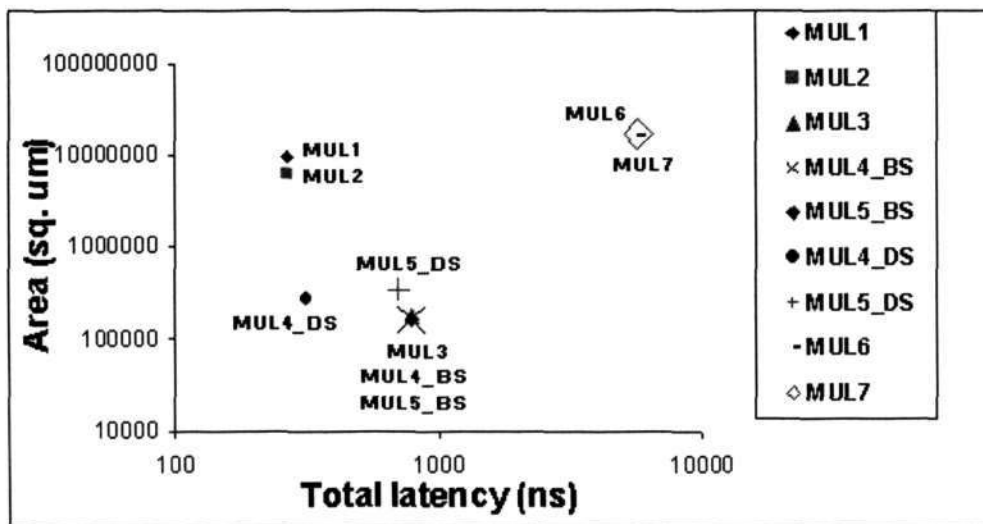 100000000
10000000
1000000
100000
10000
Area (sq. um)
MUL1
MUL2
MUL6
MUL7
MUL5_DS
MUL4_DS
MUL3
MUL4_BS
MUL5_BS
100
1000
10000
Total latency (ns)
MUL1
MUL2
MUL3
MUL4_BS
MUL5_BS
MUL4_DS
MUL5_DS
MUL6
MUL7